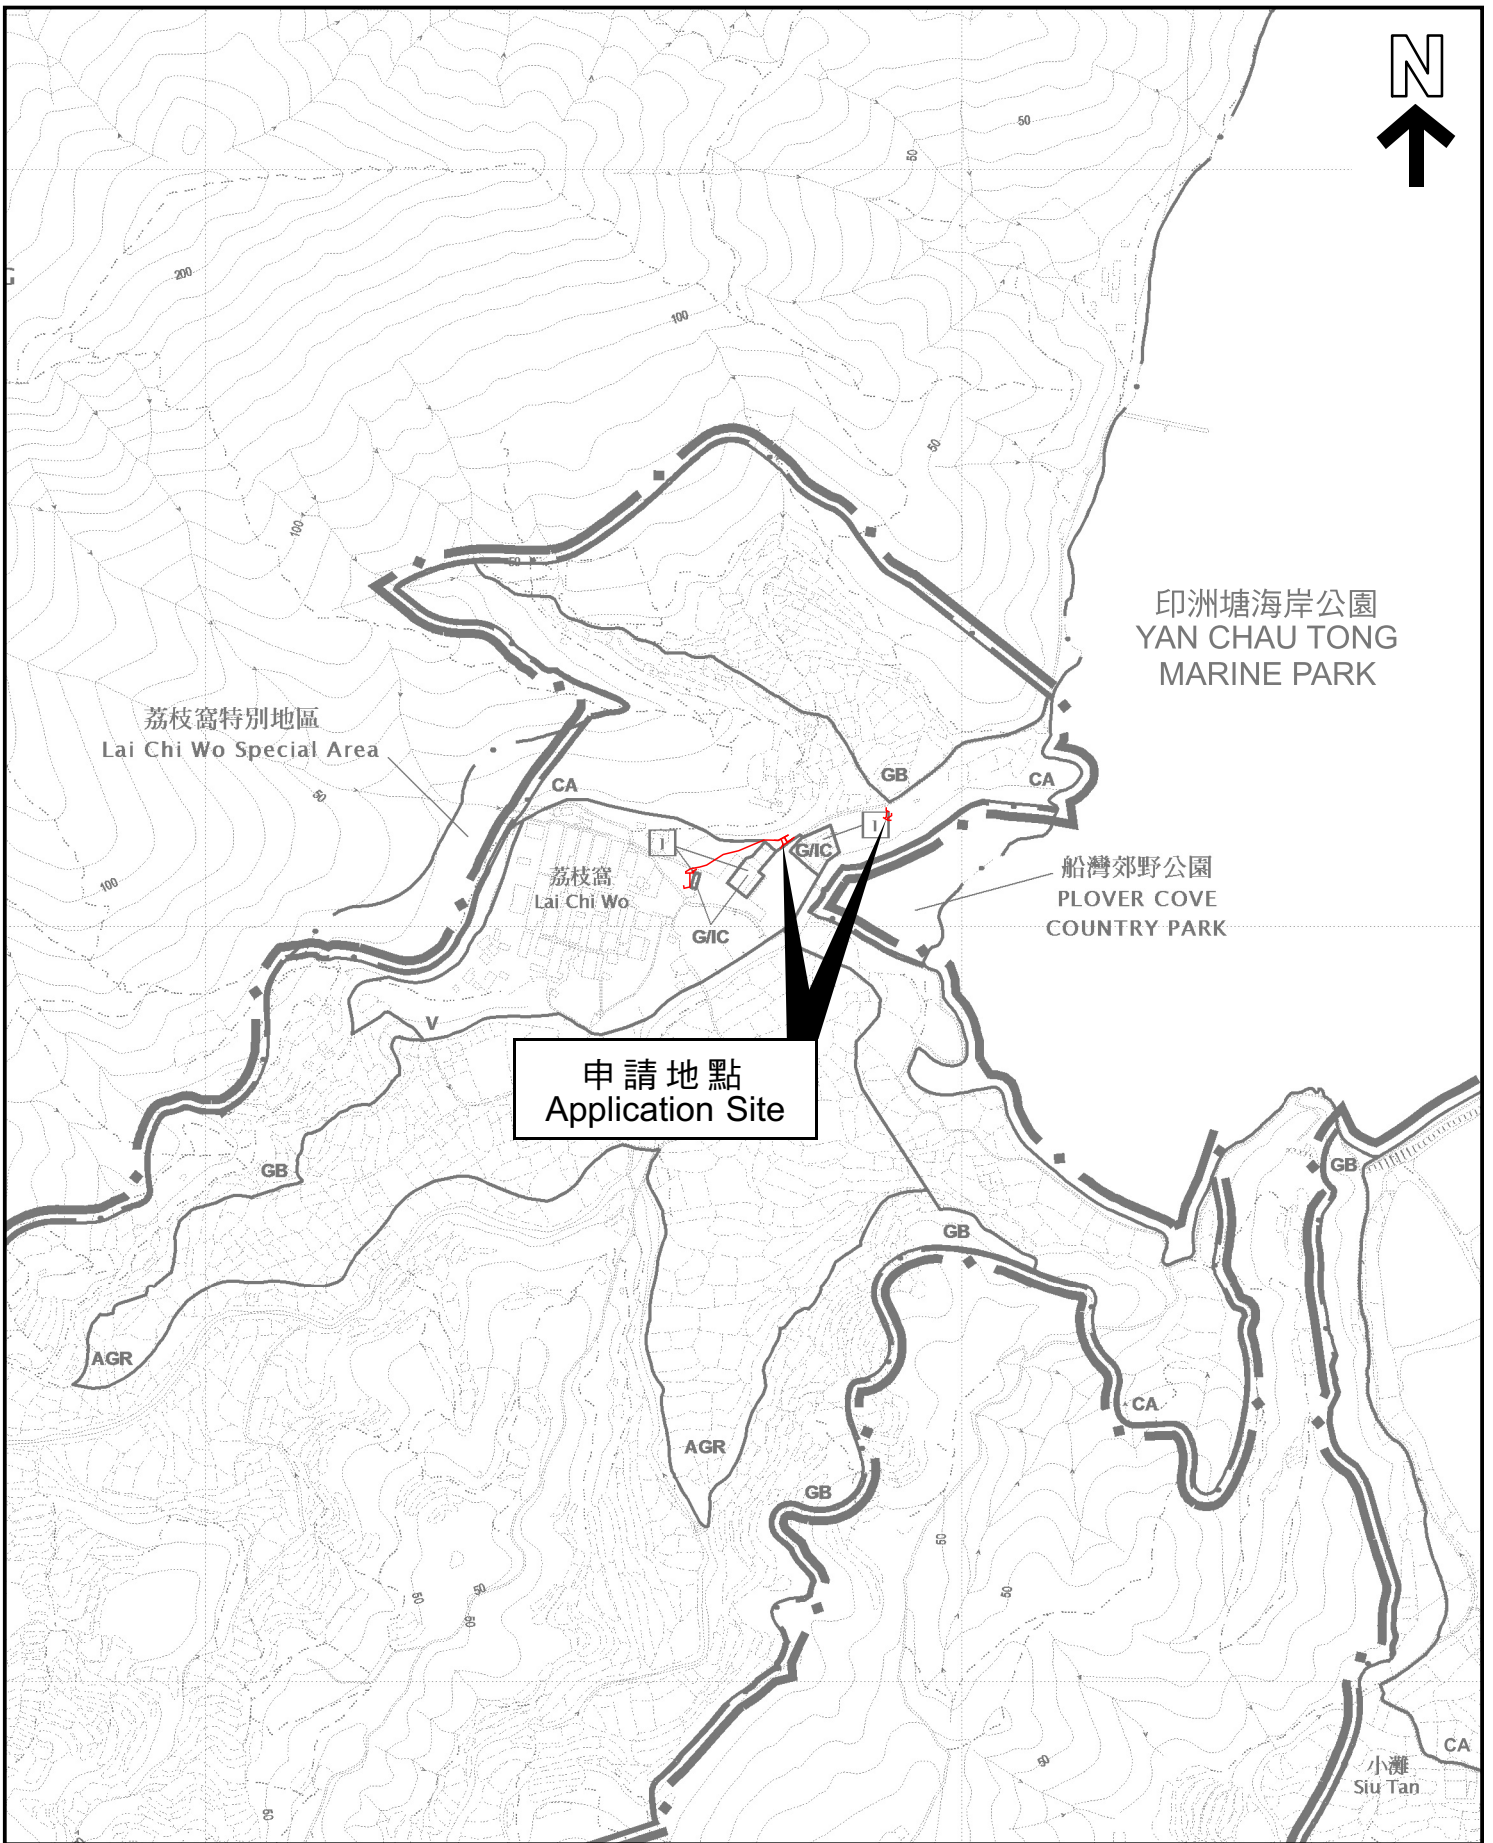 N
50
50
200
100
50
100
50
印洲塘海岸公園
YAN CHAU TONG
MARINE PARK
荔枝窩特別地區
Lai Chi Wo Special Area
50
CA
GB
CA
I
I
G/IC
荔枝窩
Lai Chi Wo
G/IC
船灣郊野公園
PLOVER COVE
COUNTRY PARK
100
V
申請地點
Application Site
GB
GB
GB
AGR
CA
AGR
GB
50
50
50
50
50
50
50
CA
小灘
Siu Tan